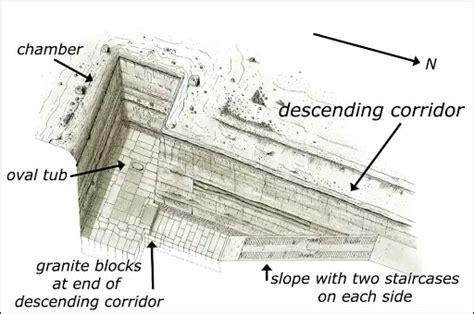 chamber
N
descending corridor
oval tub
granite blocks
at end of
descending corridor
slope with two staircases
on each side